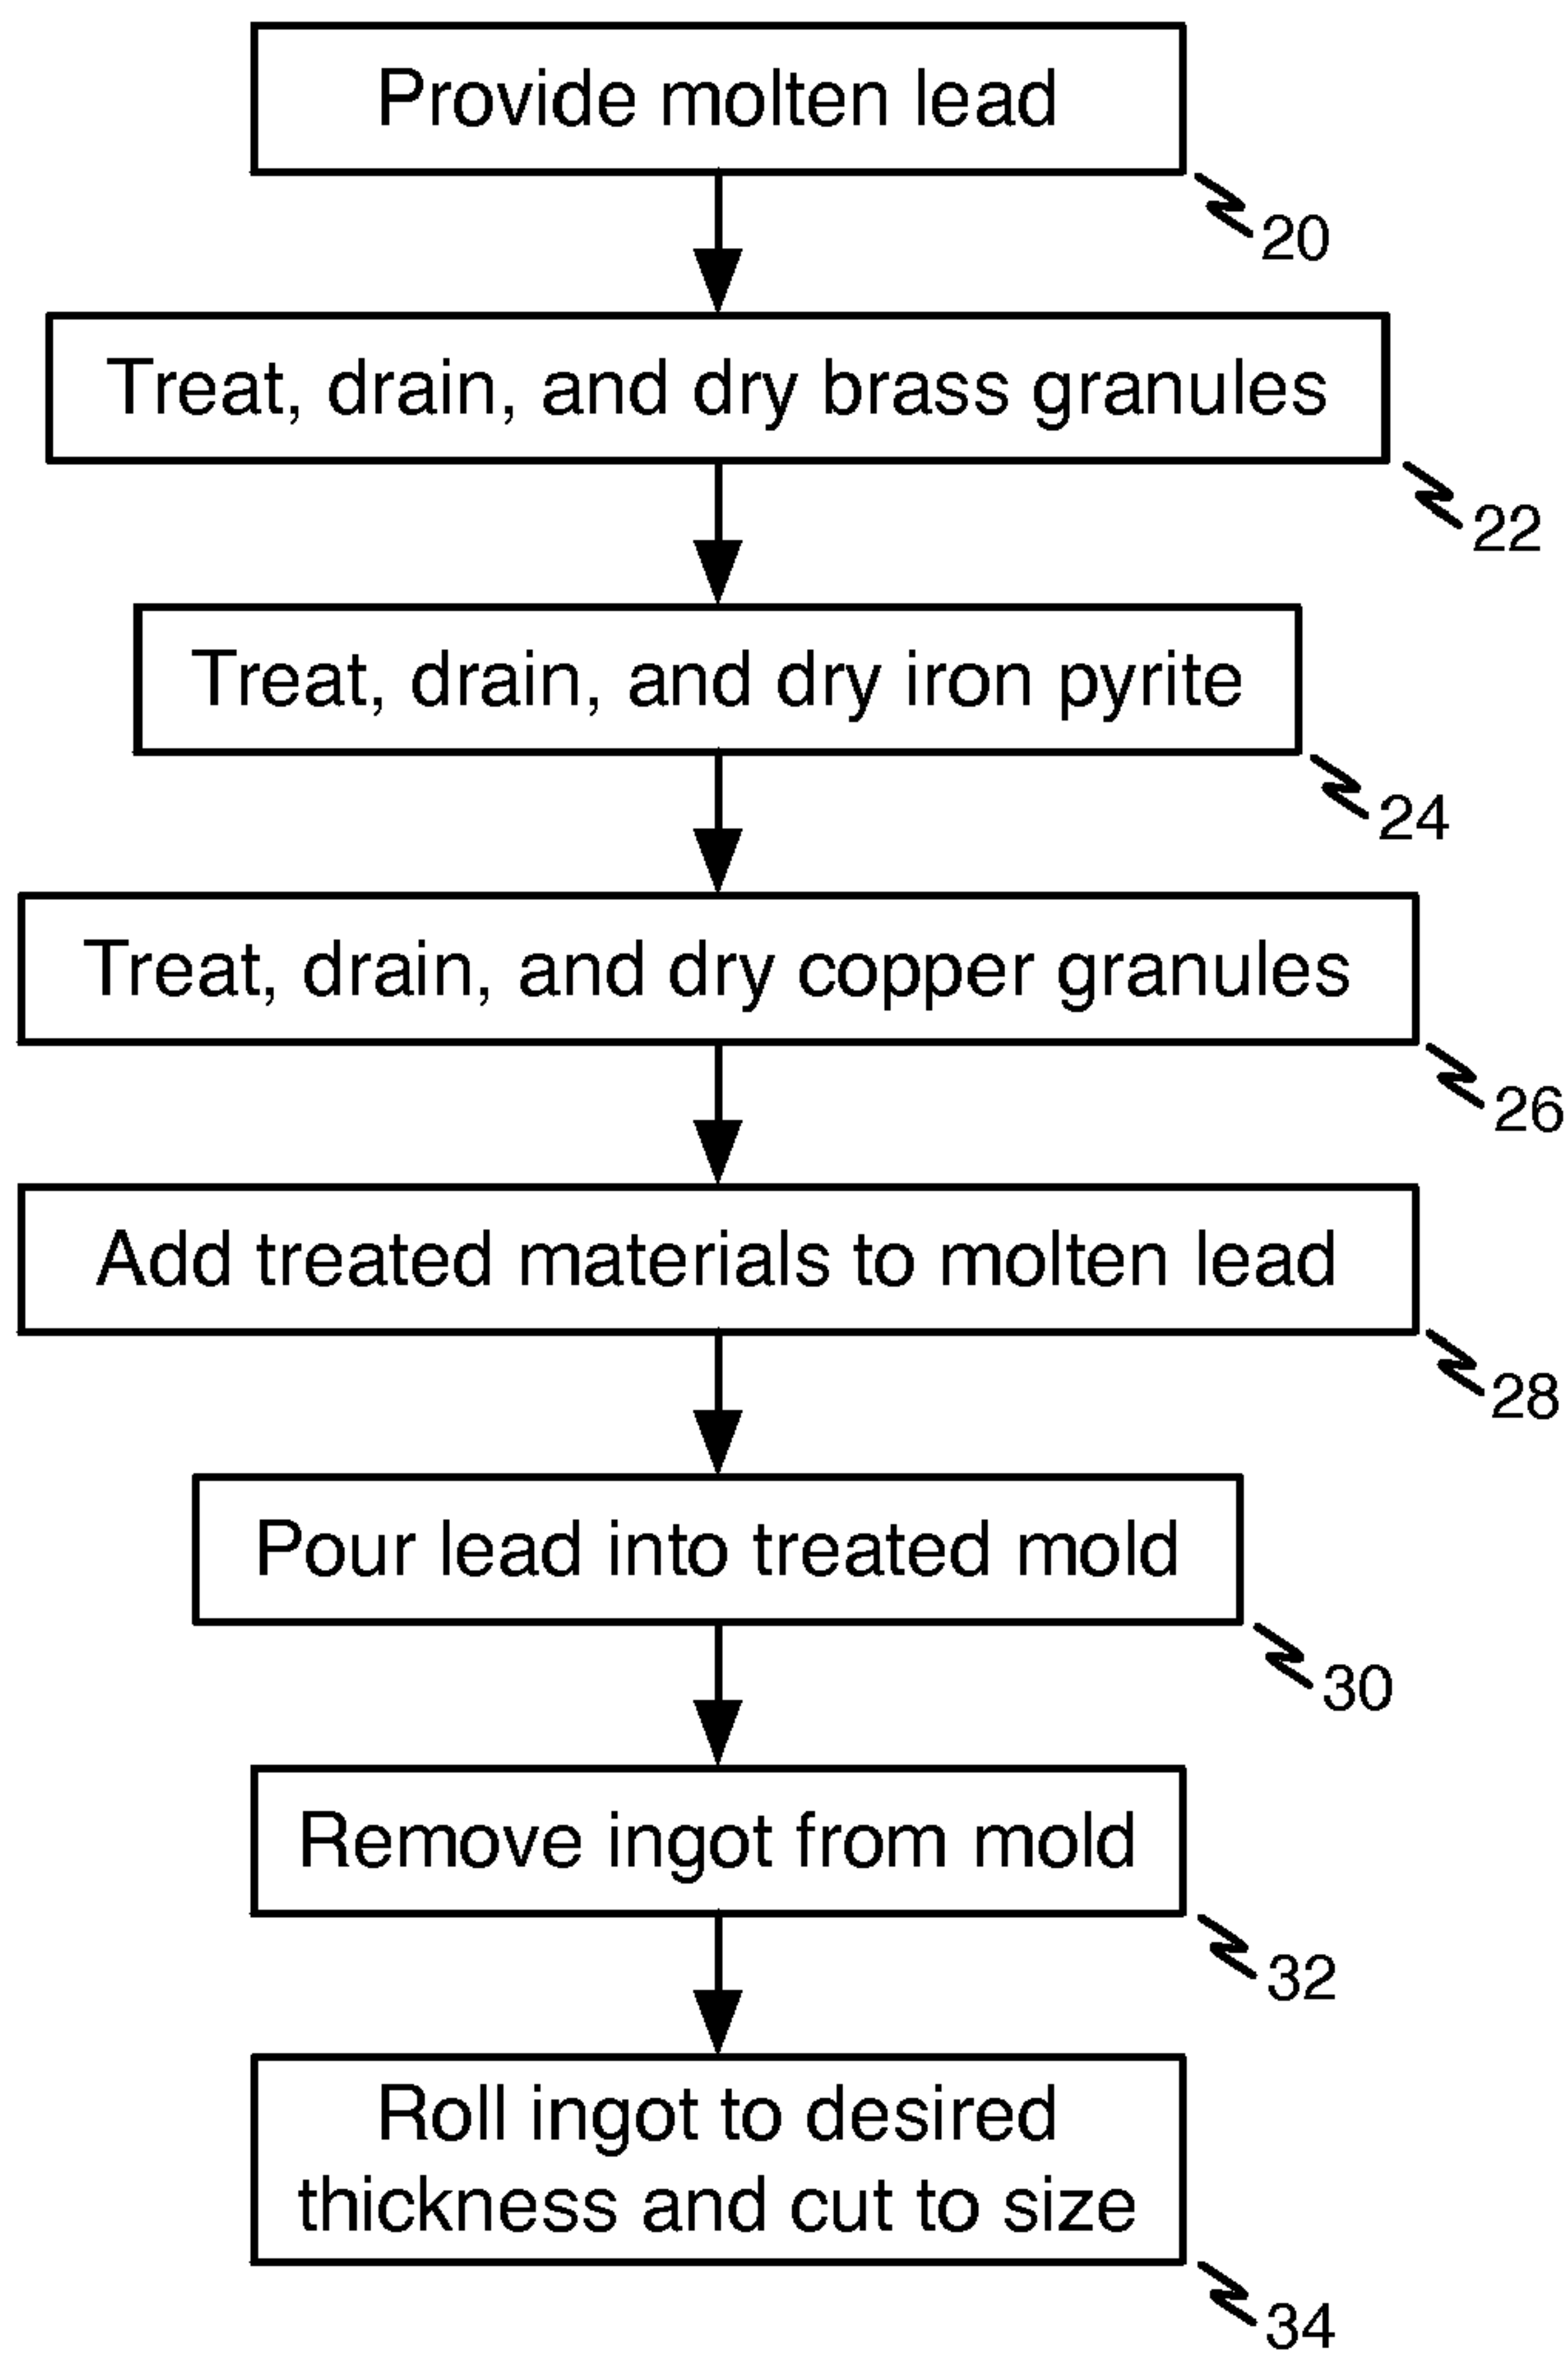 Provide molten lead
20
Treat, drain, and dry brass granules
22
Treat, drain, and dry iron pyrite
24
Treat, drain, and dry copper granules
26
Add treated materials to molten lead
28
Pour lead into treated mold
30
Remove ingot from mold
32
Roll ingot to desired
thickness and cut to size
34